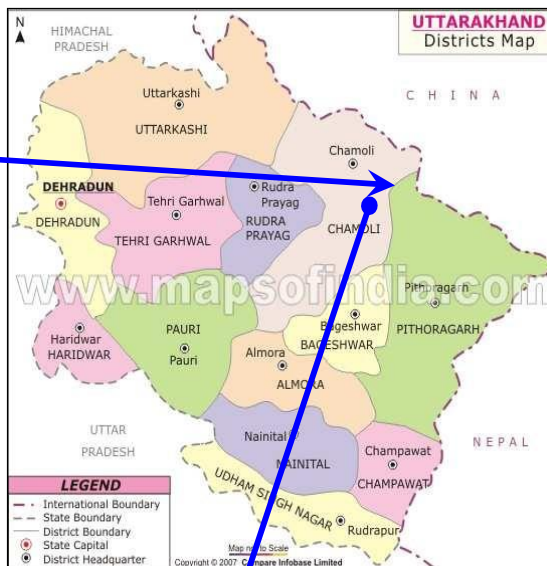 N
HIMACHAL
PRADESH
UTTARAKHAND
Districts Map
C H I N A
Uttarkashi
UTTARKASHI
Chamoli
DEHRADUN
DEHRADUN
Tehri Garhwal
TEHRI GARHWAL
Rudra
Prayag
RUDRA
PRAYAG
CHAMOLI
www.mapsofindia.com
Pithoragarh
PITHORAGARH
Haridwar
HARIDWAR
PAURI
Pauri
Bageshwar
BAGESHWAR
Almora
ALMORA
UTTAR
PRADESH
Nainital
NAINITAL
Champawat
CHAMPAWAT
NEPAL
UDHAM SINGH NAGAR
Rudrapur
LEGEND
International Boundary
State Boundary
District Boundary
State Capital
District Headquarter
Map not to Scale
Copyright © 2007 Compare Infobase Limited